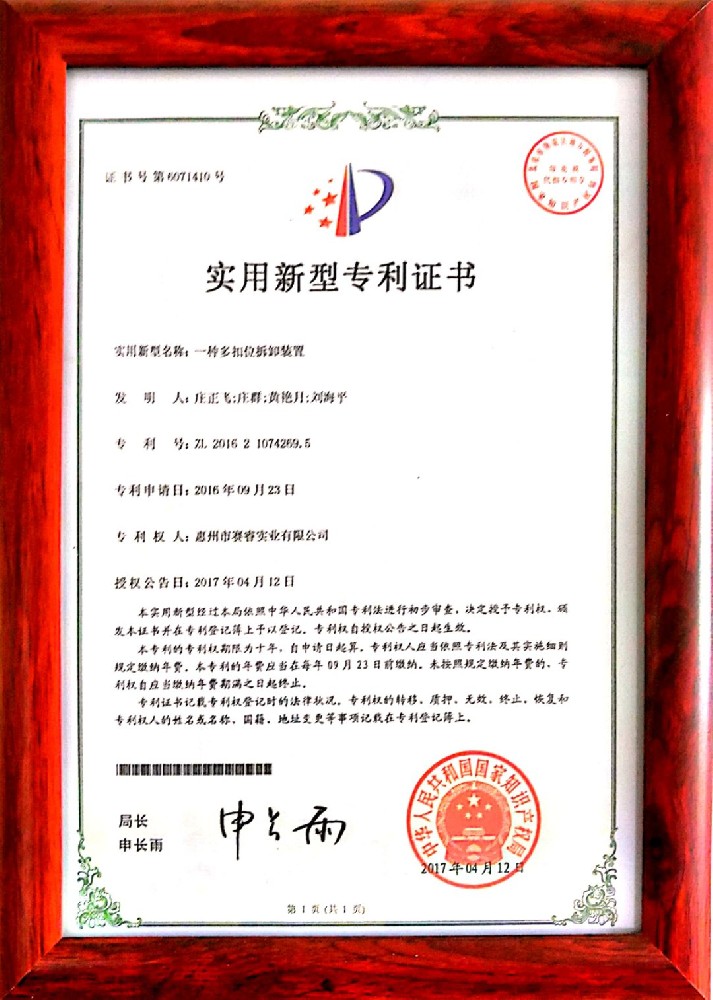 证书号第6071410号
实用新型专利证书
实用新型名称：一种多扣位拆卸装置
发 明 人：庄正飞;庄群;黄艳月;刘海平
专 利 号：ZL 2016 2 1074269.5
专利申请日：2016年09月23日
专 利 权 人：惠州市赛睿实业有限公司
授权公告日：2017年04月12日
本实用新型经过本局依照中华人民共和国专利法进行初步审查，决定授予专利权，颁
发本证书并在专利登记簿上予以登记。专利权自授权公告之日起生效。
本专利的专利权期限为十年，自申请日起算。专利权人应当依照专利法及其实施细则
规定缴纳年费。本专利的年费应当在每年09月23日前缴纳。未按照规定缴纳年费的，专
利权自应当缴纳年费期满之日起终止。
专利证书记载专利权登记时的法律状况。专利权的转移、质押、无效、终止、恢复和
专利权人的姓名或名称、国籍、地址变更等事项记载在专利登记簿上。
局长
申长雨
申长雨
中华人民共和国国家知识产权局
2017年04月12日
第1页(共1页)